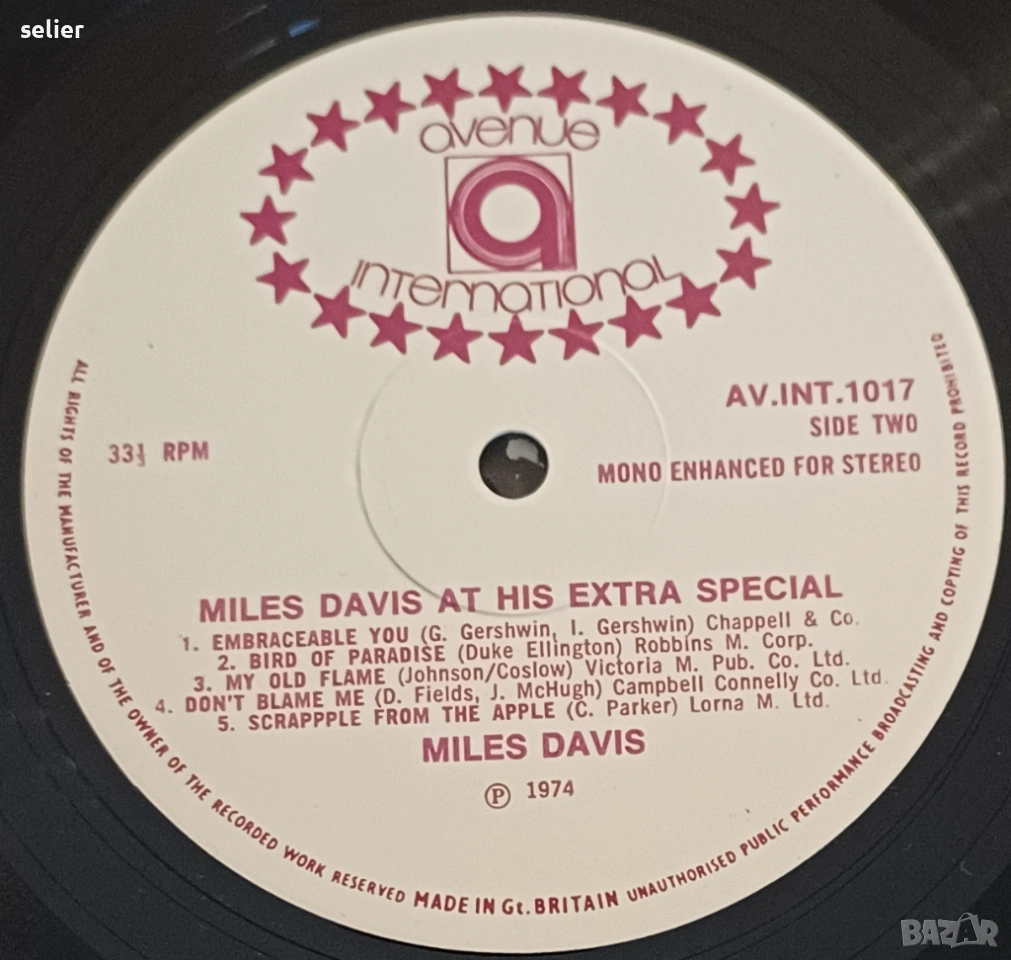 selier
avenue
a
INTERNATIONAL
AV.INT.1017
SIDE TWO
33⅓ RPM
MONO ENHANCED FOR STEREO
MILES DAVIS AT HIS EXTRA SPECIAL
1. EMBRACEABLE YOU (G. Gershwin, I. Gershwin) Chappell & Co.
2. BIRD OF PARADISE (Duke Ellington) Robbins M. Corp.
3. MY OLD FLAME (Johnson/Coslow) Victoria M. Pub. Co. Ltd.
4. DON'T BLAME ME (D. Fields, J. McHugh) Campbell Connelly Co. Ltd.
5. SCRAPPPLE FROM THE APPLE (C. Parker) Lorna M. Ltd.
MILES DAVIS
℗ 1974
ALL RIGHTS OF THE MANUFACTURER AND OF THE OWNER OF THE RECORDED WORK RESERVED MADE IN Gt. BRITAIN UNAUTHORISED PUBLIC PERFORMANCE BROADCASTING AND COPYING OF THIS RECORD PROHIBITED
BAZAR